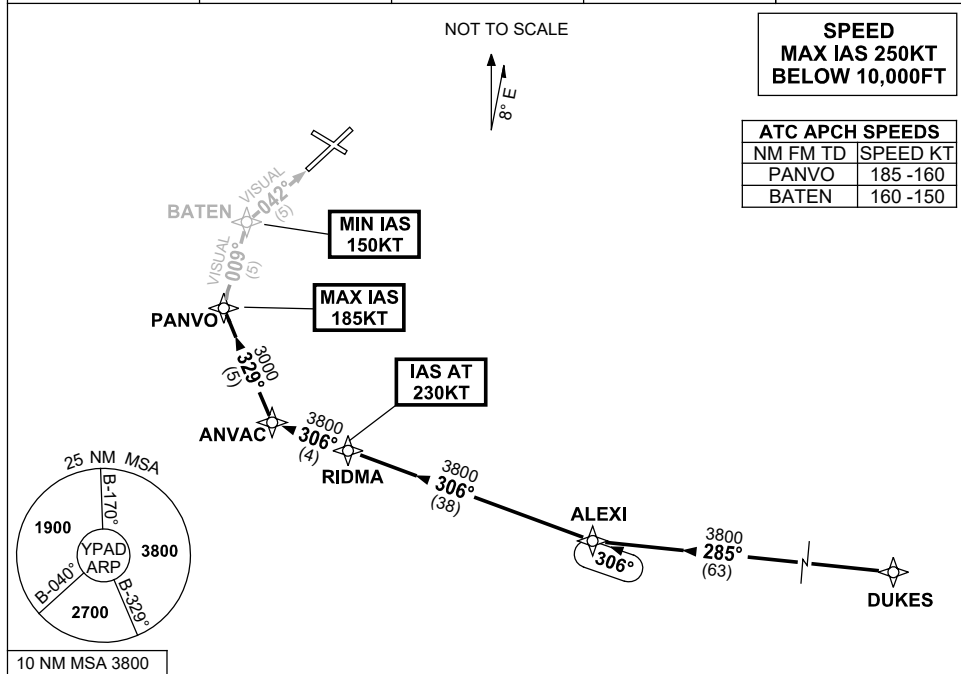 NOT TO SCALE
8° E
SPEED
MAX IAS 250KT
BELOW 10,000FT
ATC APCH SPEEDS
NM FM TD SPEED KT
PANVO 185 -160
BATEN 160 -150
VISUAL
042°
(5)
BATEN
MIN IAS
150KT
VISUAL
009°
(5)
MAX IAS
185KT
PANVO
3000
329°
(5)
IAS AT
230KT
ANVAC
3800
306°
(4)
RIDMA
3800
306°
(38)
ALEXI
306°
3800
285°
(63)
DUKES
25 NM MSA
B-170°
1900
YPAD
ARP
3800
B-040°
B-329°
2700
10 NM MSA 3800